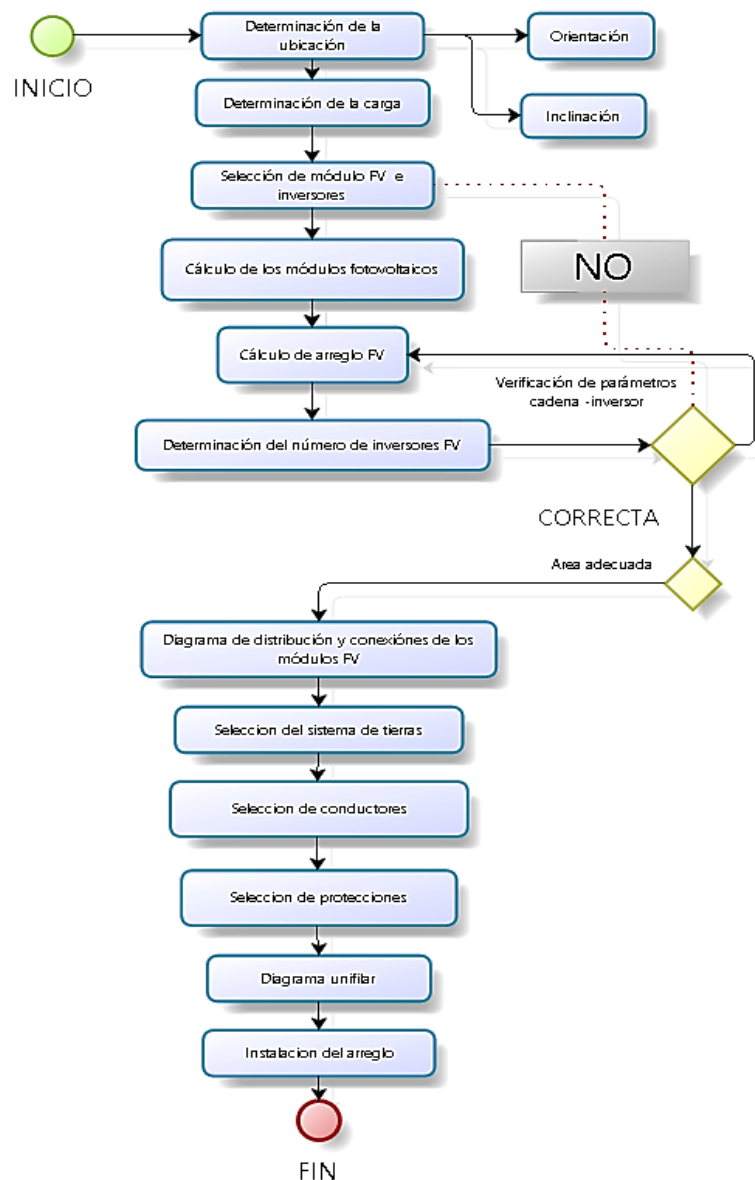 Determinación de la
ubicación
Orientación
INICIO
Determinación de la carga
Inclinación
Selección de módulo FV e
inversores
NO
Cálculo de los módulos fotovoltaicos
Cálculo de arreglo FV
Verificación de parámetros
cadena -inversor
Determinación del número de inversores FV
CORRECTA
Area adecuada
Diagrama de distribución y conexiónes de los
módulos FV
Seleccion del sistema de tierras
Seleccion de conductores
Seleccion de protecciones
Diagrama unifilar
Instalacion del arreglo
FIN